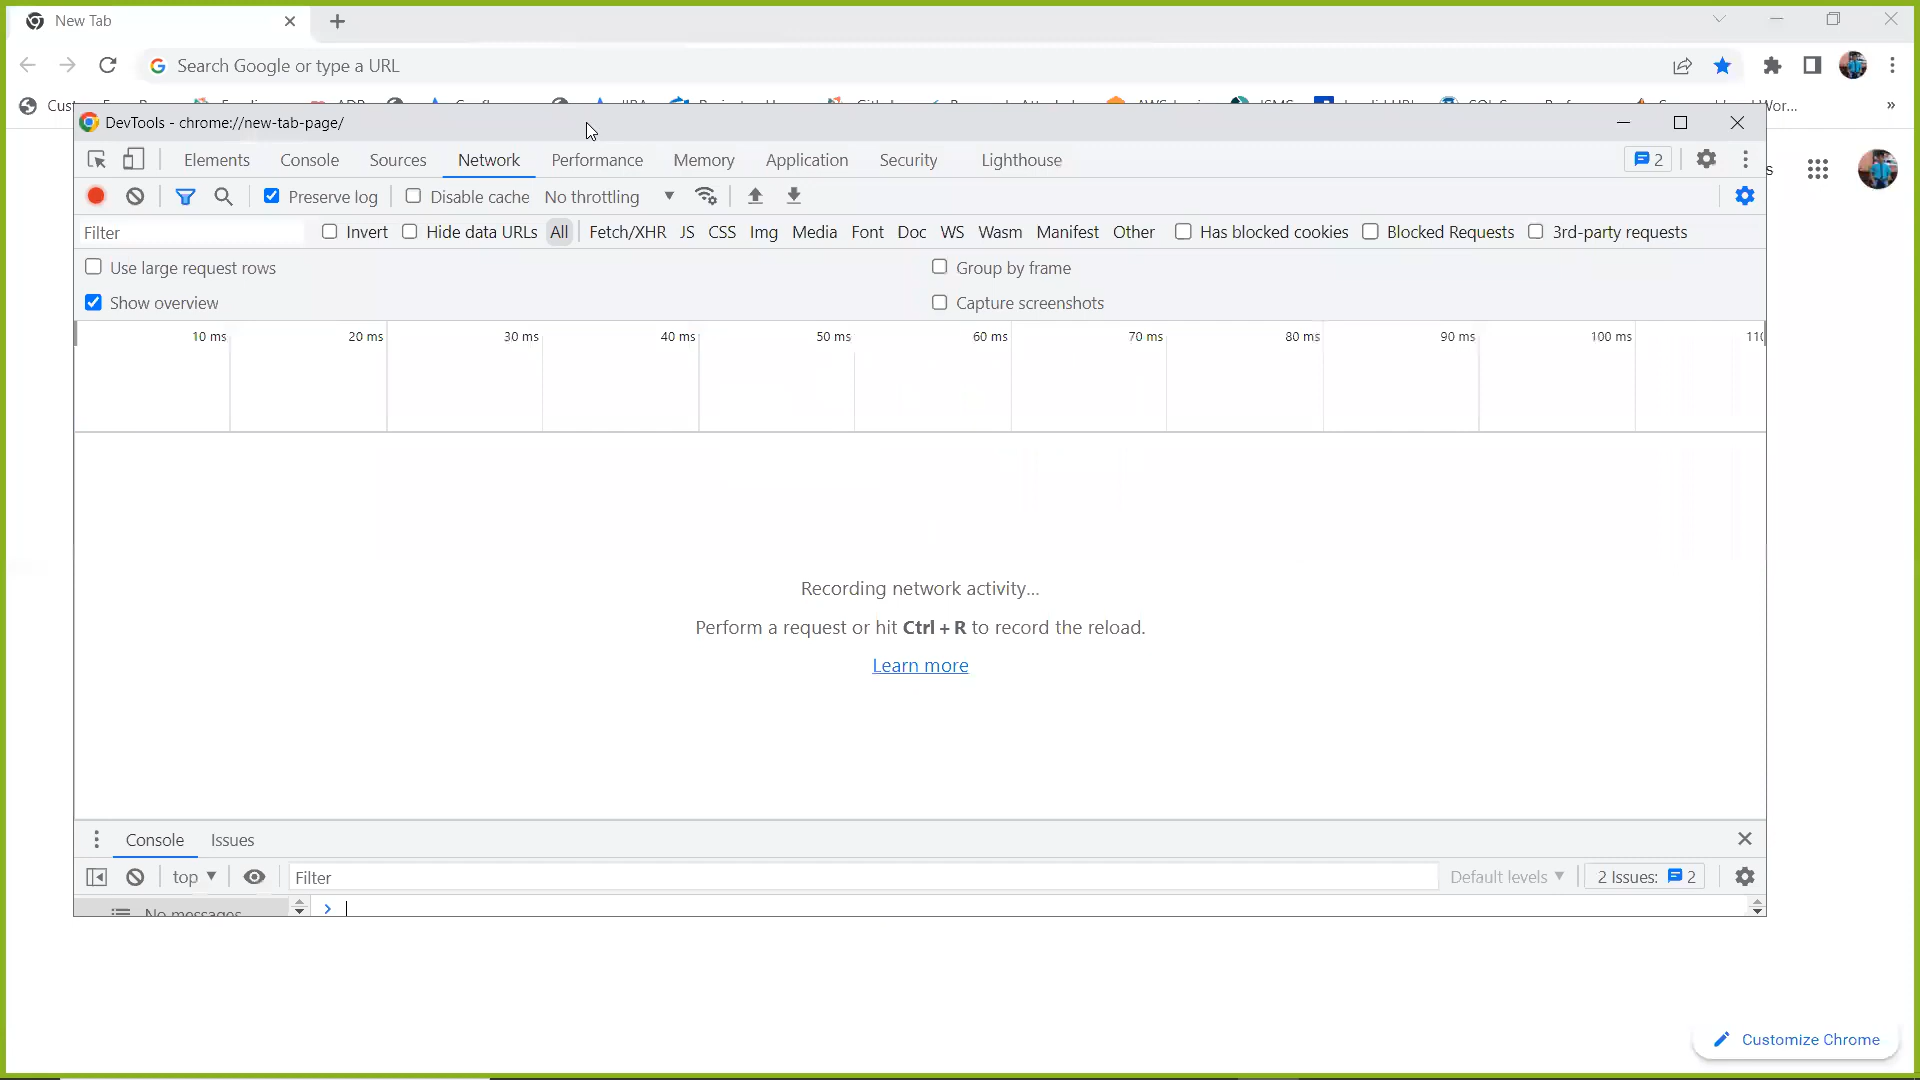 New Tab
Search Google or type a URL
DevTools - chrome://new-tab-page/
Elements Console Sources Network Performance Memory Application Security Lighthouse 2
Preserve log Disable cache No throttling
Filter Invert Hide data URLs All Fetch/XHR JS CSS Img Media Font Doc WS Wasm Manifest Other Has blocked cookies Blocked Requests 3rd-party requests
Use large request rows Group by frame
Show overview Capture screenshots
10 ms 20 ms 30 ms 40 ms 50 ms 60 ms 70 ms 80 ms 90 ms 100 ms
Recording network activity...
Perform a request or hit Ctrl + R to record the reload.
Learn more
Console Issues
top Filter Default levels 2 Issues: 2
No messages
Customize Chrome